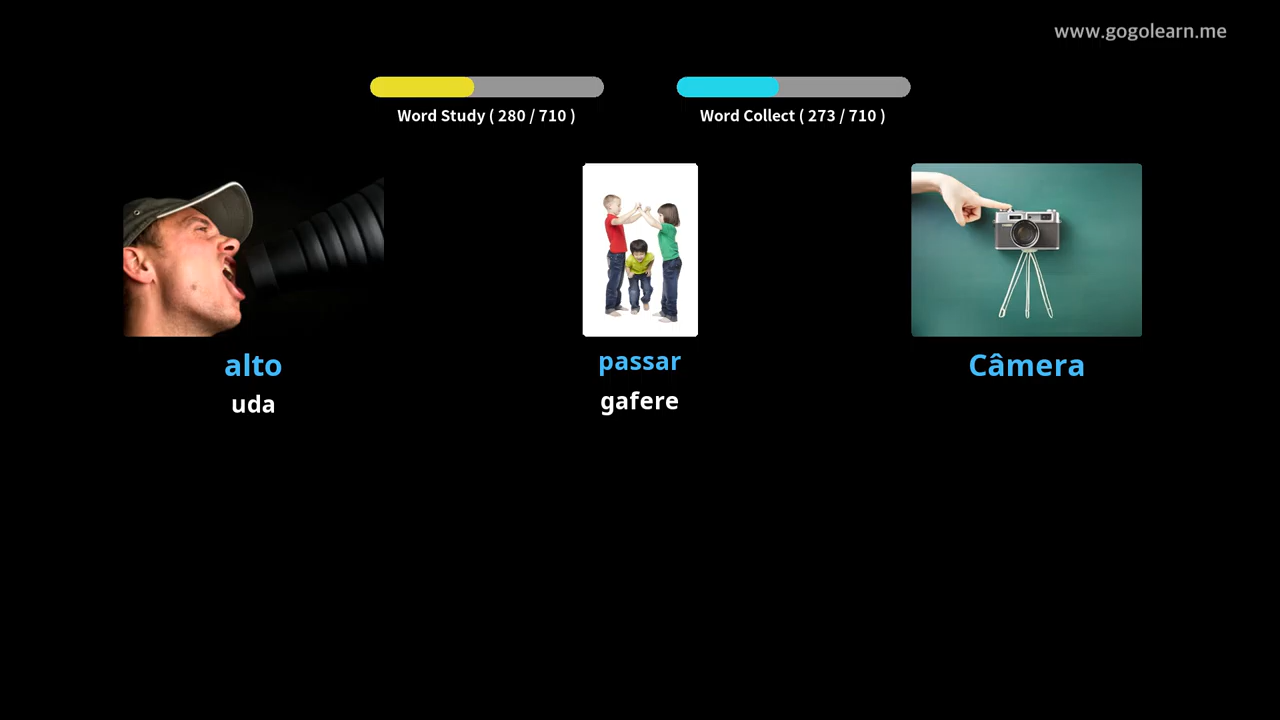 www.gogolearn.me
Word Study ( 280 / 710 )
Word Collect ( 273 / 710 )
alto
uda
passar
gafere
Câmera